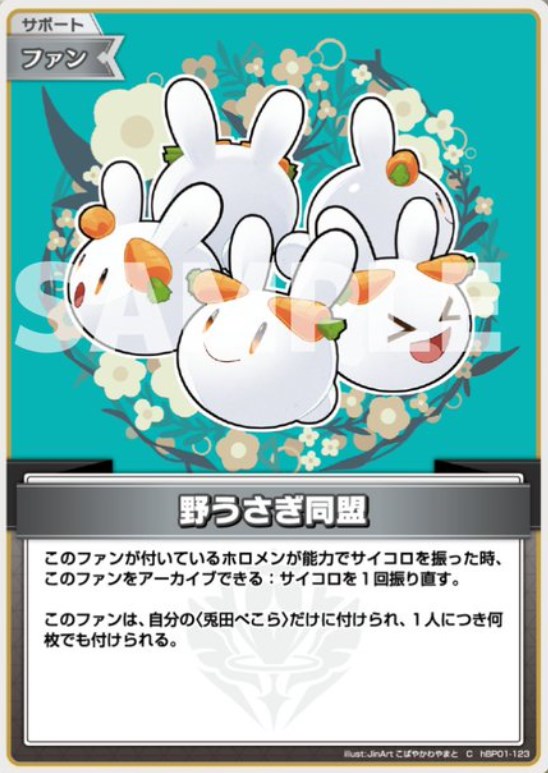 サポート
ファン
SAMPLE
野うさぎ同盟
このファンが付いているホロメンが能力でサイコロを振った時、
このファンをアーカイブできる：サイコロを1回振り直す。
このファンは、自分の〈兎田ぺこら〉だけに付けられ、1人につき何
枚でも付けられる。
illust:JinArt こばやかわやまと C hBP01-123